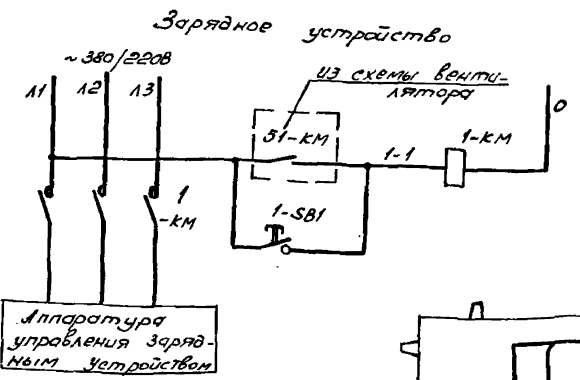 Зарядное устройство
~380/220В
Л1 Л2 Л3
из схемы венти-
лятора
51-КМ
1-1
1-КМ
0
1-SB1
1
-КМ
Аппаратура
управления заряд-
ным устройством